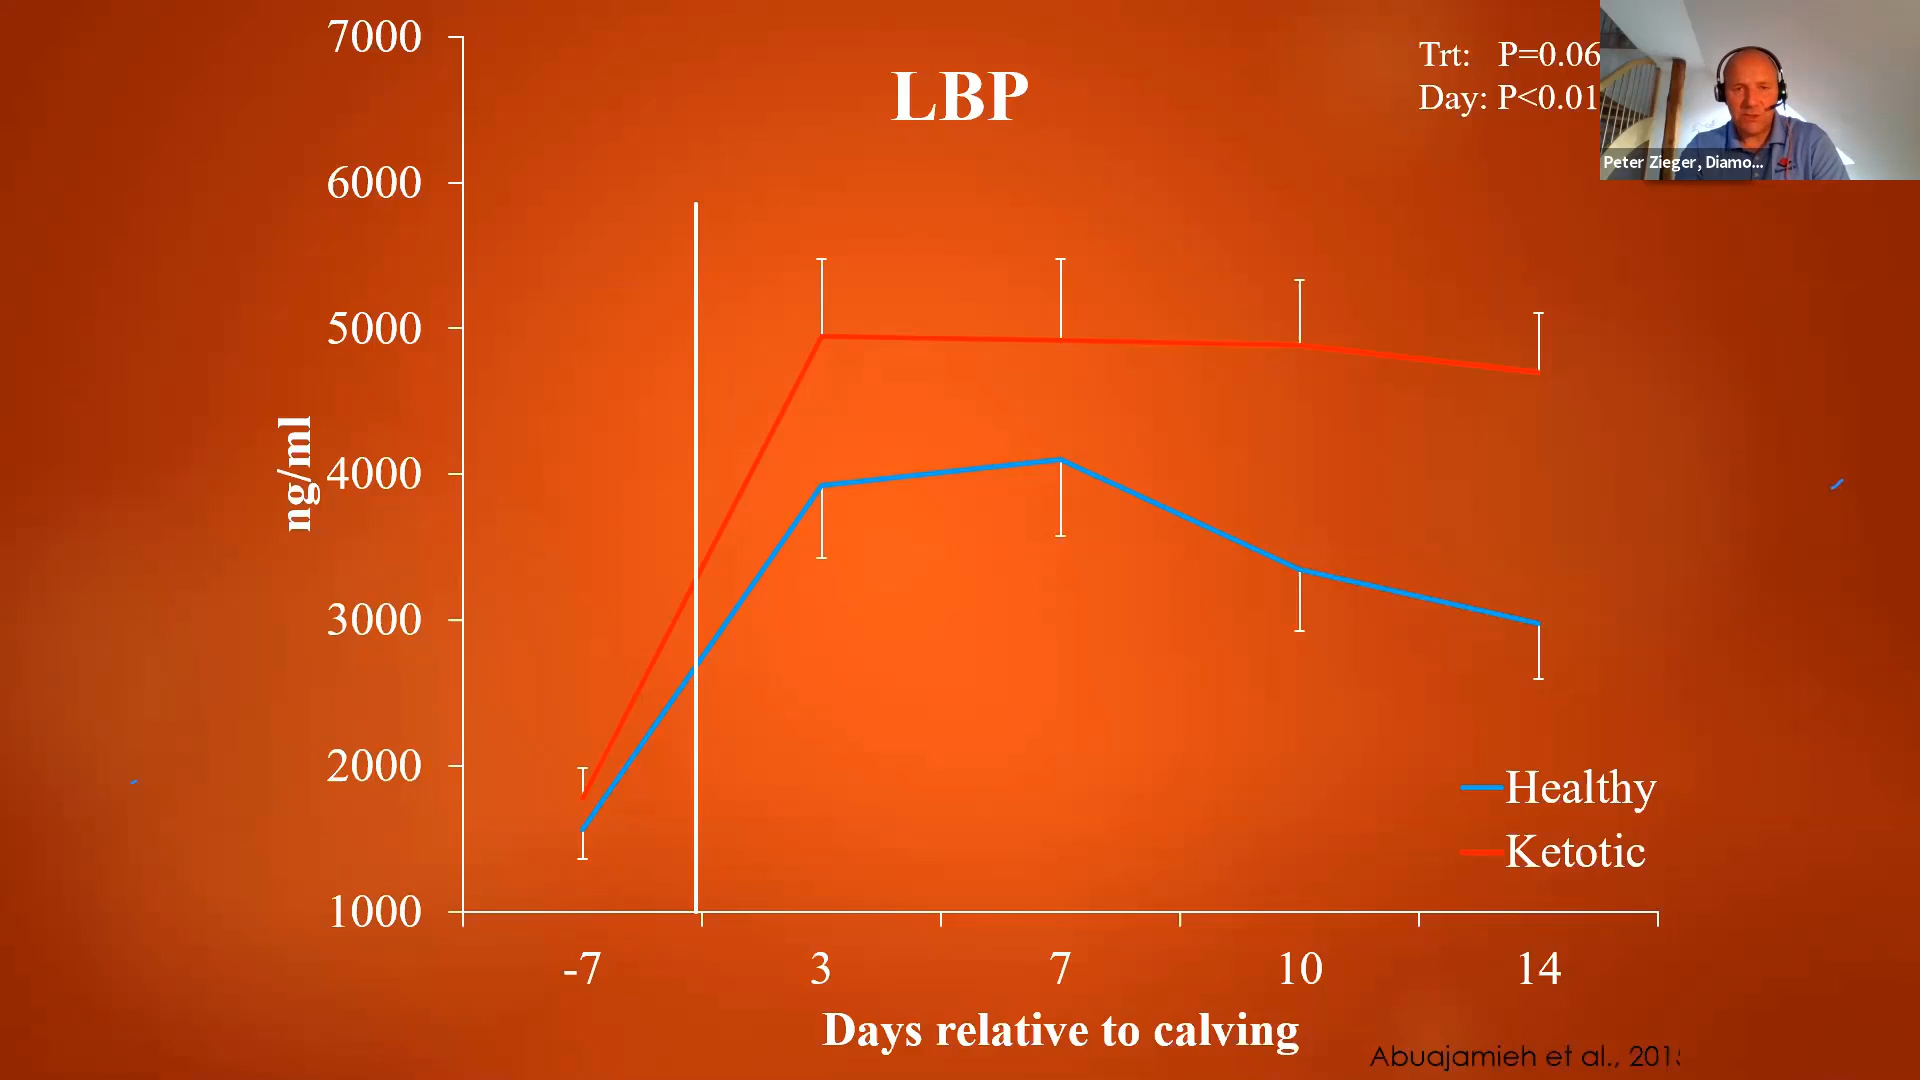 LBP
Trt: P=0.06
Day: P<0.01
Peter Zieger, Diamo...
7000
6000
5000
4000
3000
2000
1000
ng/ml
Healthy
Ketotic
-7 3 7 10 14
Days relative to calving
Abuajamieh et al.,